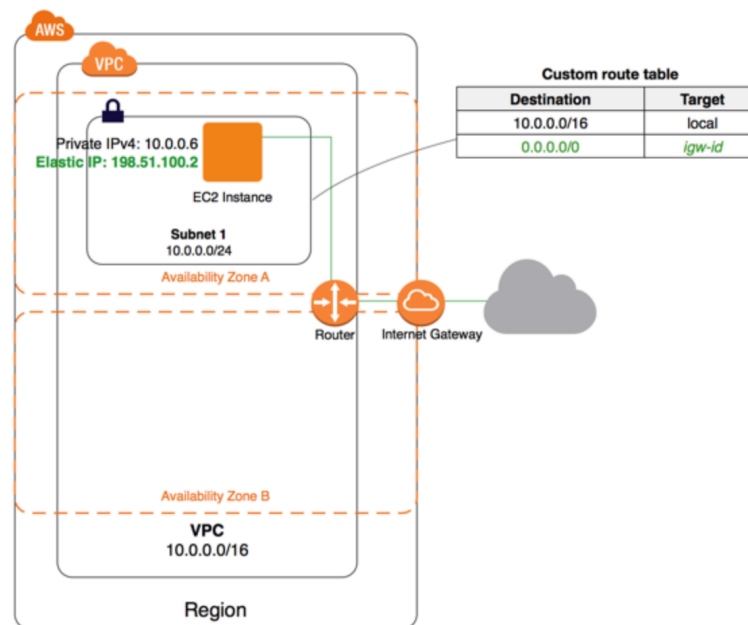 AWS
VPC
Custom route table
Destination Target
10.0.0.0/16 local
0.0.0.0/0 igw-id
Private IPv4: 10.0.0.6
Elastic IP: 198.51.100.2
EC2 Instance
Subnet 1
10.0.0.0/24
Availability Zone A
Router
Internet Gateway
Availability Zone B
VPC
10.0.0.0/16
Region